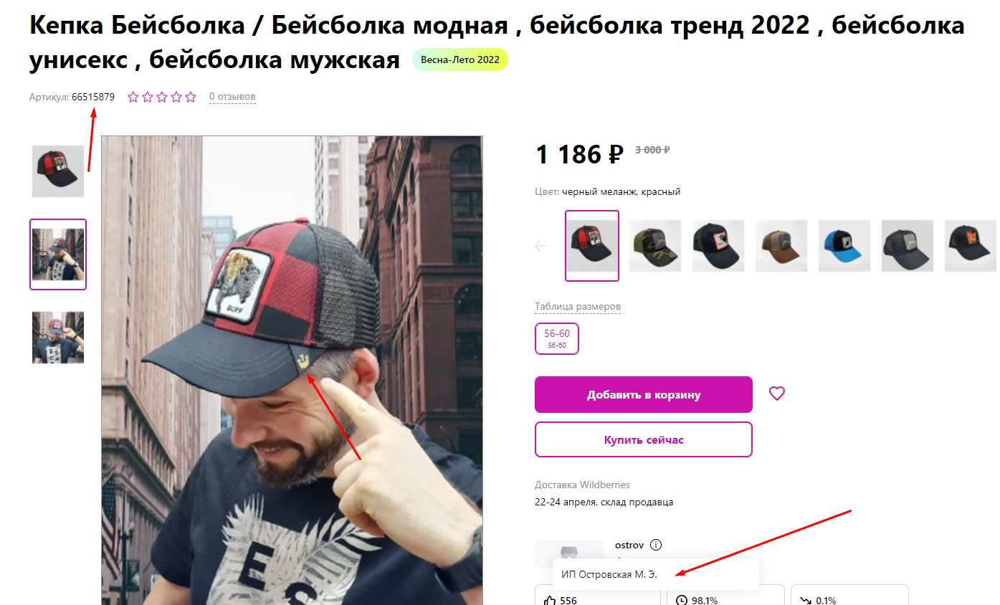 Кепка Бейсболка / Бейсболка модная , бейсболка тренд 2022 , бейсболка
унисекс , бейсболка мужская Весна-Лето 2022
Артикул: 66515879 0 отзывов
1 186 ₽ 3 000 ₽
Цвет: черный меланж, красный
Таблица размеров
56-60
56-60
Добавить в корзину
Купить сейчас
Доставка Wildberries
22-24 апреля, склад продавца
ostrov
ИП Островская М. Э.
556 98.1% 0.1%
BUFF
E S